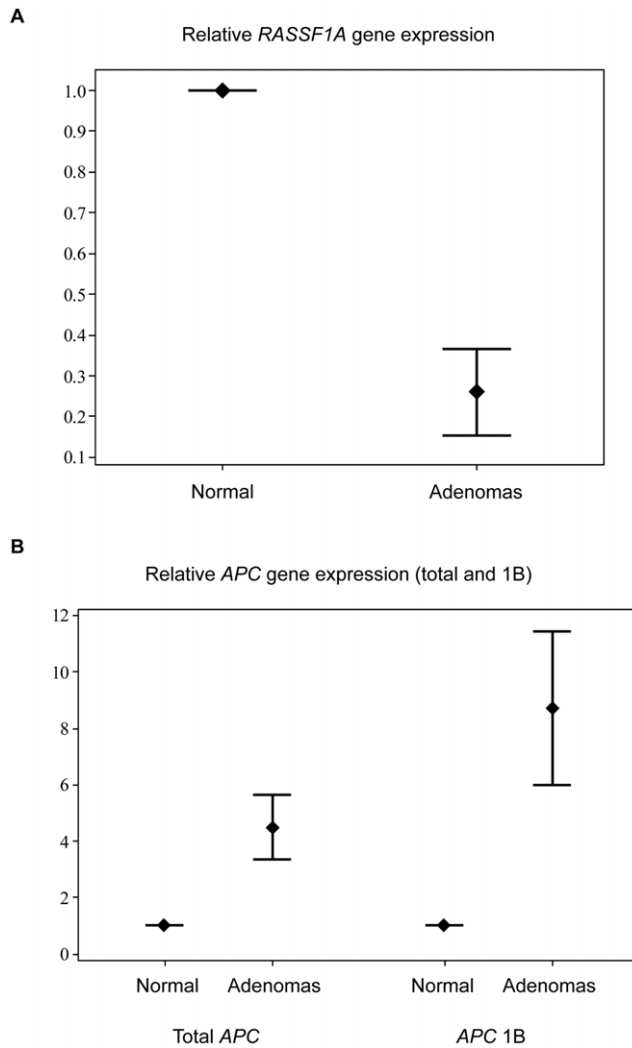 A
Relative RASSF1A gene expression
1.0
0.9
0.8
0.7
0.6
0.5
0.4
0.3
0.2
0.1
Normal Adenomas
B
Relative APC gene expression (total and 1B)
12
10
8
6
4
2
0
Normal Adenomas Normal Adenomas
Total APC APC 1B